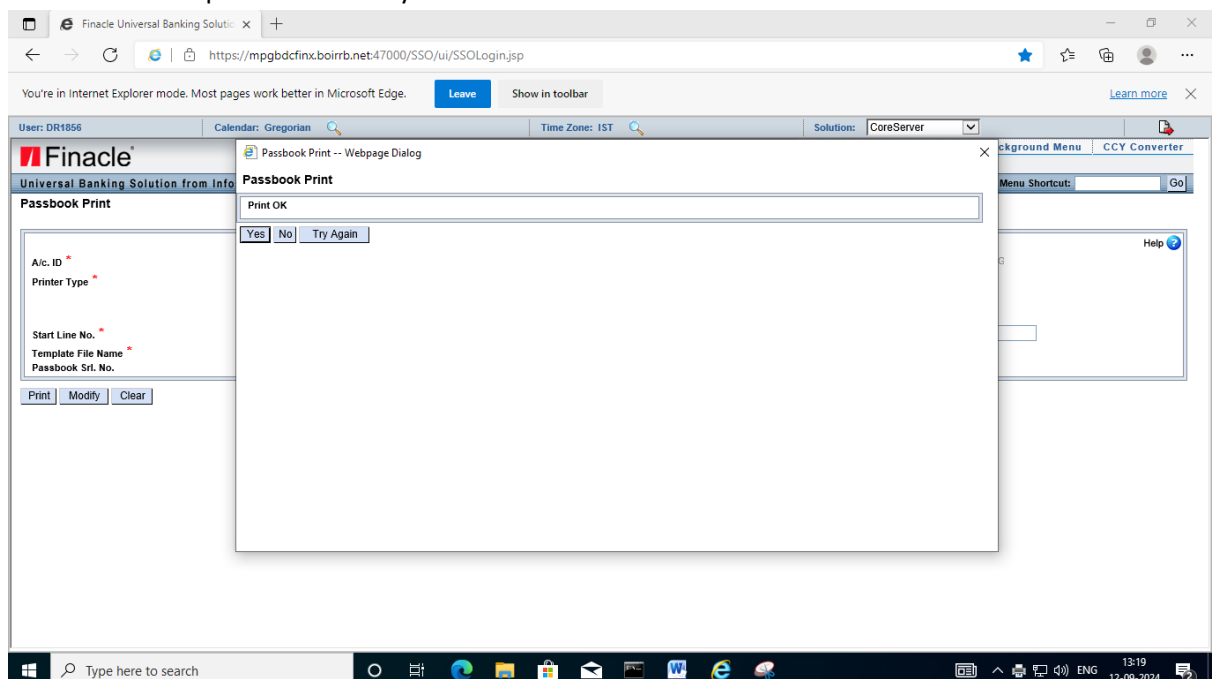 Finacle Universal Banking Solutic
https://mpgbdcfinx.boirrb.net:47000/SSO/ui/SSOLogin.jsp
You're in Internet Explorer mode. Most pages work better in Microsoft Edge. Leave Show in toolbar Learn more
User: DR1856 Calendar: Gregorian Time Zone: IST Solution: CoreServer
Finacle
ckground Menu CCY Converter
Universal Banking Solution from Info Menu Shortcut: Go
Passbook Print -- Webpage Dialog
Passbook Print
Print OK
Yes No Try Again
Passbook Print
Help
A/c. ID *
G
Printer Type *
Start Line No. *
Template File Name *
Passbook Srl. No.
Print Modify Clear
Type here to search
ENG
13:19
12-09-2024